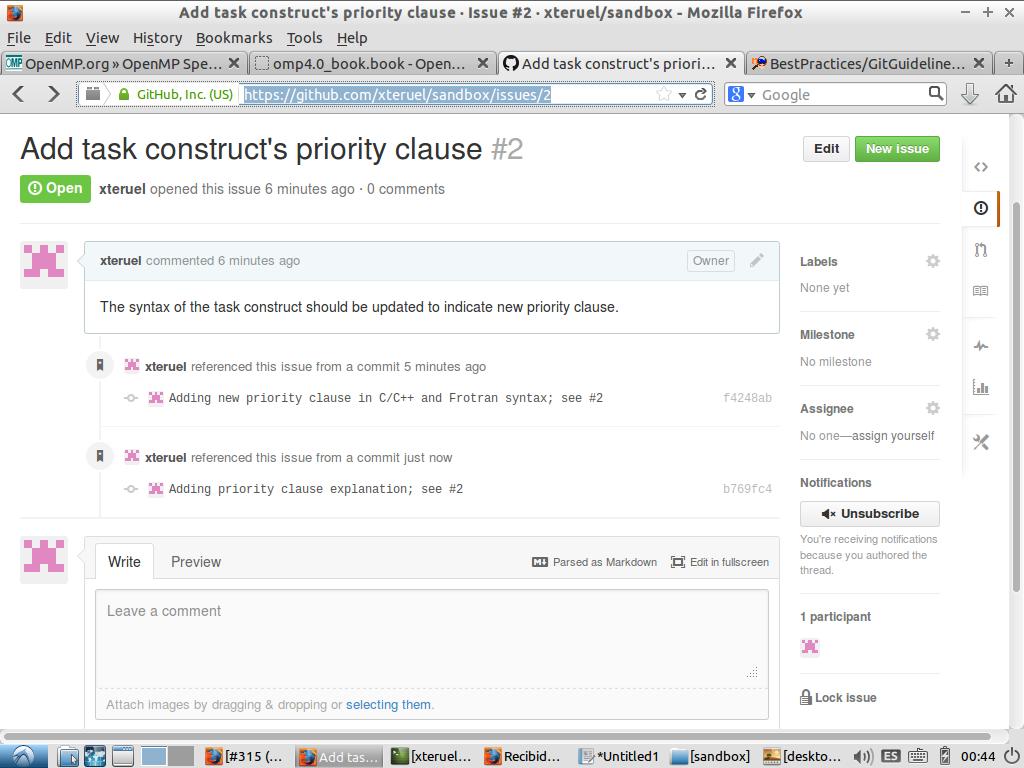 Add task construct's priority clause · Issue #2 · xteruel/sandbox - Mozilla Firefox
File Edit View History Bookmarks Tools Help
OMP OpenMP.org » OpenMP Spe... omp4.0_book.book - Open... Add task construct's priori... BestPractices/GitGuideline...
GitHub, Inc. (US) https://github.com/xteruel/sandbox/issues/2 Google
Add task construct's priority clause #2
Edit New Issue
Open xteruel opened this issue 6 minutes ago · 0 comments
xteruel commented 6 minutes ago Owner
The syntax of the task construct should be updated to indicate new priority clause.
xteruel referenced this issue from a commit 5 minutes ago
Adding new priority clause in C/C++ and Frotran syntax; see #2 f4248ab
xteruel referenced this issue from a commit just now
Adding priority clause explanation; see #2 b769fc4
Labels
None yet
Milestone
No milestone
Assignee
No one—assign yourself
Notifications
Unsubscribe
You're receiving notifications
because you authored the
thread.
1 participant
Lock issue
Write Preview Parsed as Markdown Edit in fullscreen
Leave a comment
Attach images by dragging & dropping or selecting them.
[#315 (... Add tas... [xteruel... Recibid... *Untitled1 [sandbox] [deskto... ES 00:44